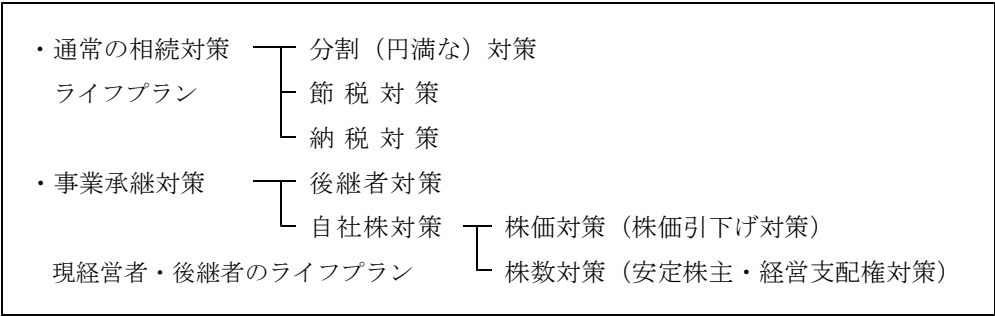 ・通常の相続対策 分割（円満な）対策
ライフプラン 節税対策
納税対策
・事業承継対策 後継者対策
自社株対策 株価対策（株価引下げ対策）
現経営者・後継者のライフプラン 株数対策（安定株主・経営支配権対策）